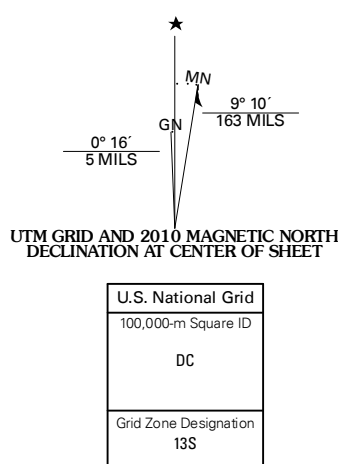 MN
9° 10´
163 MILS
GN
0° 16´
5 MILS
UTM GRID AND 2010 MAGNETIC NORTH
DECLINATION AT CENTER OF SHEET
U.S. National Grid
100,000-m Square ID
DC
Grid Zone Designation
13S